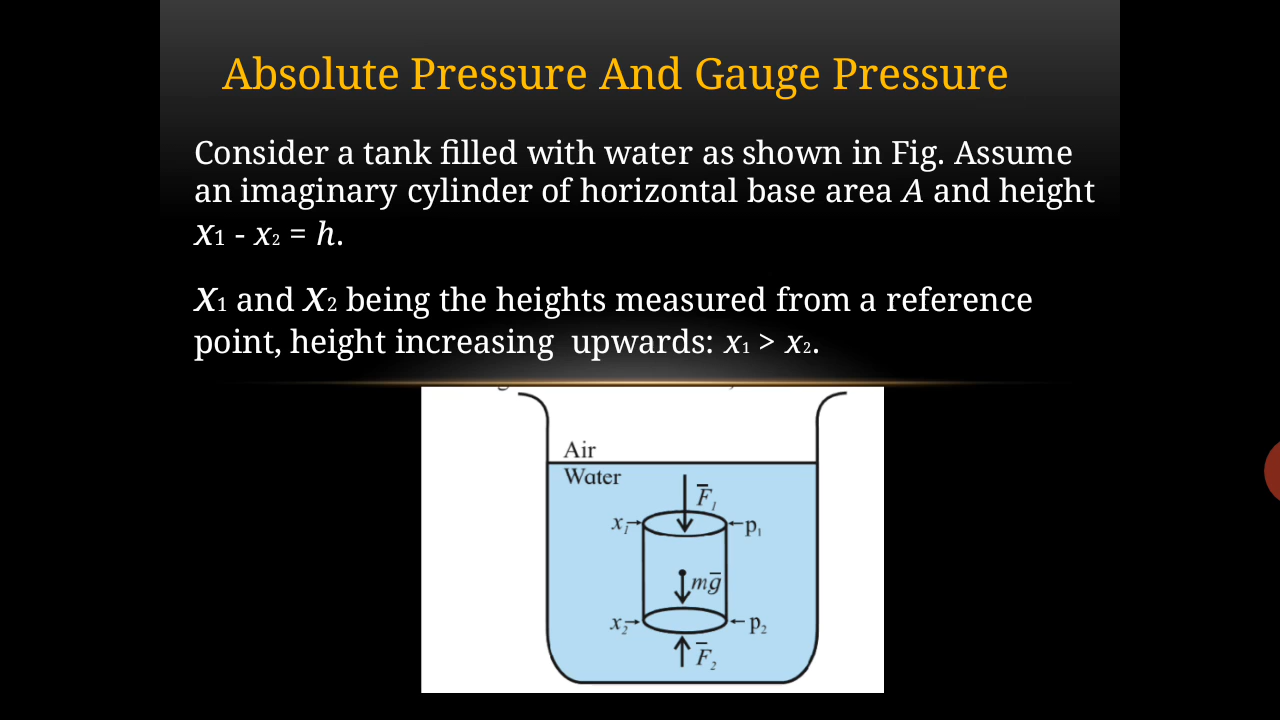 Absolute Pressure And Gauge Pressure
Consider a tank filled with water as shown in Fig. Assume
an imaginary cylinder of horizontal base area A and height
x₁ - x₂ = h.
x₁ and x₂ being the heights measured from a reference
point, height increasing upwards: x₁ > x₂.
Air
Water
F̅₁
x₁
p₁
mg̅
x₂
p₂
F̅₂